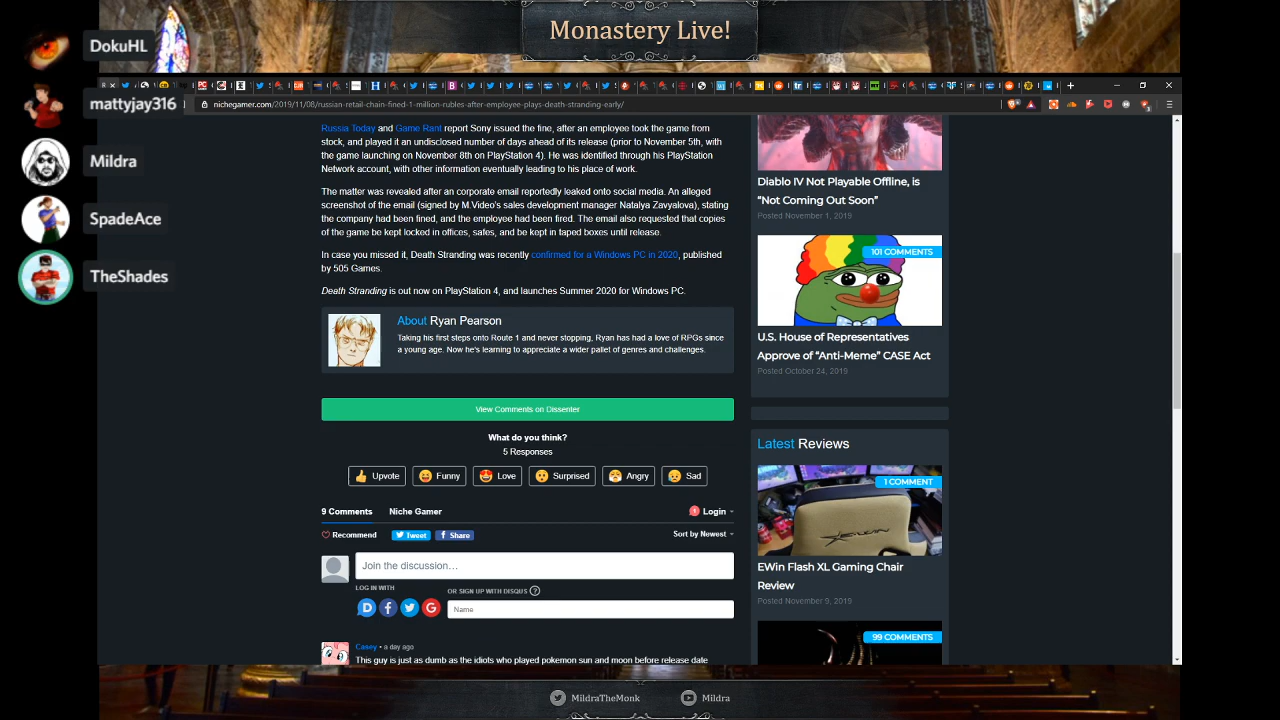 Monastery Live!
DokuHL
mattyjay316
Mildra
SpadeAce
TheShades
nichegamer.com/2019/11/08/russian-retail-chain-fined-1-million-rubles-after-employee-plays-death-stranding-early/
Russia Today and Game Rant report Sony issued the fine, after an employee took the game from
stock, and played it an undisclosed number of days ahead of its release (prior to November 5th, with
the game launching on November 8th on PlayStation 4). He was identified through his PlayStation
Network account, with other information eventually leading to his place of work.
The matter was revealed after an corporate email reportedly leaked onto social media. An alleged
screenshot of the email (signed by M.Video's sales development manager Natalya Zavyalova), stating
the company had been fined, and the employee had been fired. The email also requested that copies
of the game be kept locked in offices, safes, and be kept in taped boxes until release.
In case you missed it, Death Stranding was recently confirmed for a Windows PC in 2020, published
by 505 Games.
Death Stranding is out now on PlayStation 4, and launches Summer 2020 for Windows PC.
About Ryan Pearson
Taking his first steps onto Route 1 and never stopping, Ryan has had a love of RPGs since
a young age. Now he's learning to appreciate a wider pallet of genres and challenges.
View Comments on Dissenter
What do you think?
5 Responses
Upvote
Funny
Love
Surprised
Angry
Sad
9 Comments
Niche Gamer
1
Login
Recommend
Tweet
Share
Sort by Newest
Join the discussion…
LOG IN WITH
OR SIGN UP WITH DISQUS ?
Name
Casey • a day ago
This guy is just as dumb as the idiots who played pokemon sun and moon before release date
Diablo IV Not Playable Offline, is
“Not Coming Out Soon”
Posted November 1, 2019
101 COMMENTS
U.S. House of Representatives
Approve of “Anti-Meme” CASE Act
Posted October 24, 2019
Latest Reviews
1 COMMENT
EWin Flash XL Gaming Chair
Review
Posted November 9, 2019
99 COMMENTS
MildraTheMonk
Mildra